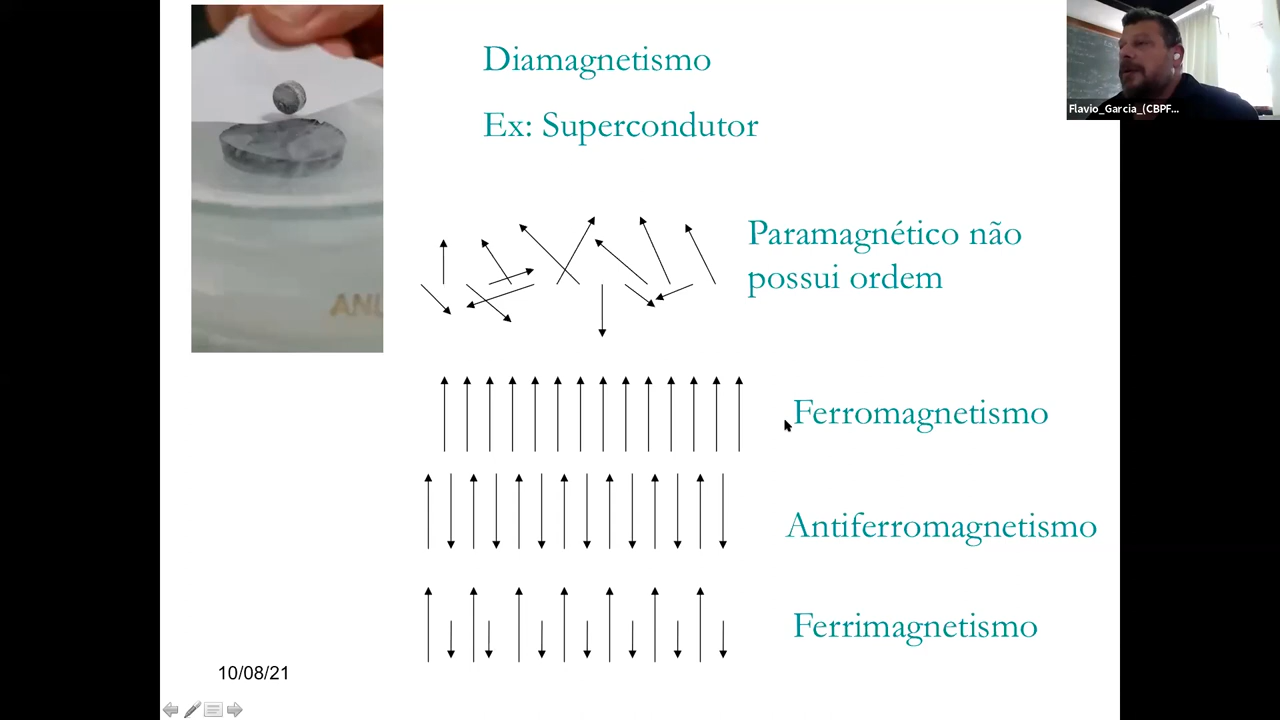 Diamagnetismo
Ex: Supercondutor
Flavio_Garcia_(CBPF...
Paramagnético não
possui ordem
Ferromagnetismo
Antiferromagnetismo
Ferrimagnetismo
10/08/21